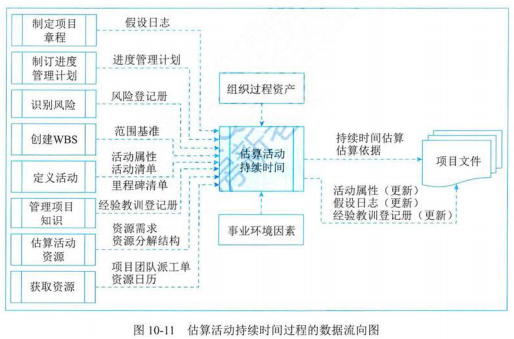 制定项目
章程
假设日志
制订进度
管理计划
进度管理计划
识别风险
风险登记册
创建WBS
范围基准
定义活动
活动属性
活动清单
里程碑清单
管理项目
知识
经验教训登记册
估算活动
资源
资源需求
资源分解结构
获取资源
项目团队派工单
资源日历
组织过程资产
估算活动
持续时间
事业环境因素
持续时间估算
估算依据
活动属性（更新）
假设日志（更新）
经验教训登记册（更新）
项目文件
图 10-11 估算活动持续时间过程的数据流向图